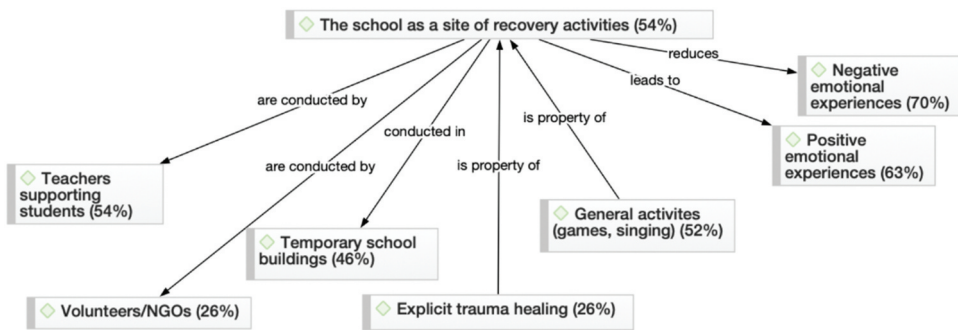 The school as a site of recovery activities (54%)
reduces
Negative
emotional
experiences (70%)
leads to
are conducted by
is property of
conducted in
Positive
emotional
experiences (63%)
are conducted by
is property of
Teachers
supporting
students (54%)
General activites
(games, singing) (52%)
Temporary school
buildings (46%)
Volunteers/NGOs (26%)
Explicit trauma healing (26%)